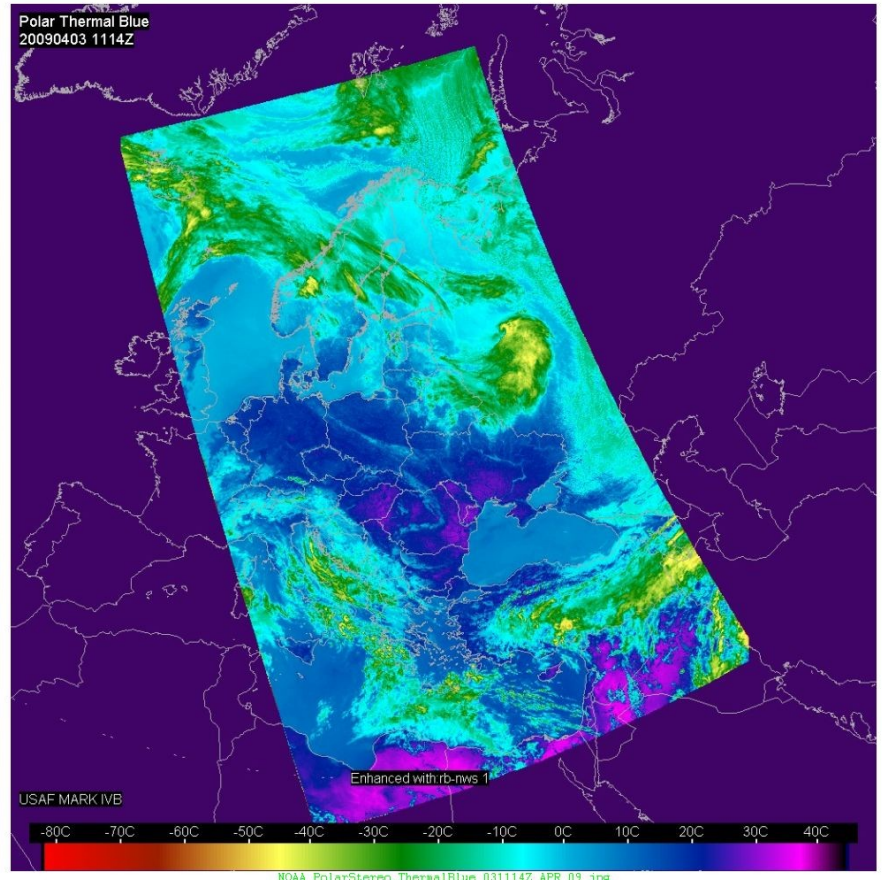 Polar Thermal Blue
20090403 1114Z
Enhanced with:rb-nws 1
USAF MARK IVB
-80C -70C -60C -50C -40C -30C -20C -10C 0C 10C 20C 30C 40C
NOAA PolarStereo ThermalBlue 031114Z APR 09.jpg